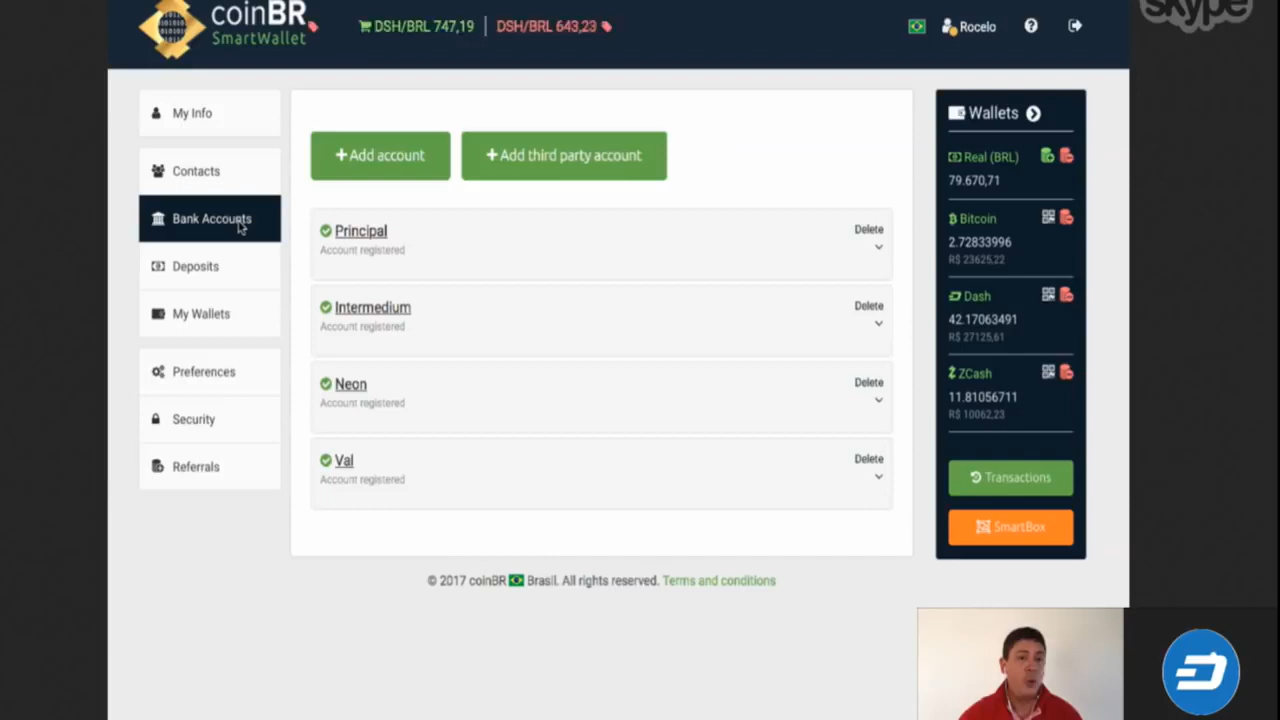 skype
coinBR
SmartWallet
DSH/BRL 747,19
DSH/BRL 643,23
Rocelo
My Info
Contacts
Bank Accounts
Deposits
My Wallets
Preferences
Security
Referrals
+Add account
+Add third party account
Principal
Account registered
Delete
Intermedium
Account registered
Delete
Neon
Account registered
Delete
Val
Account registered
Delete
Wallets
Real (BRL)
79.670,71
Bitcoin
2.72833996
R$ 23625,22
Dash
42.17063491
R$ 27125,61
ZCash
11.81056711
R$ 10062,23
Transactions
SmartBox
© 2017 coinBR Brasil. All rights reserved. Terms and conditions